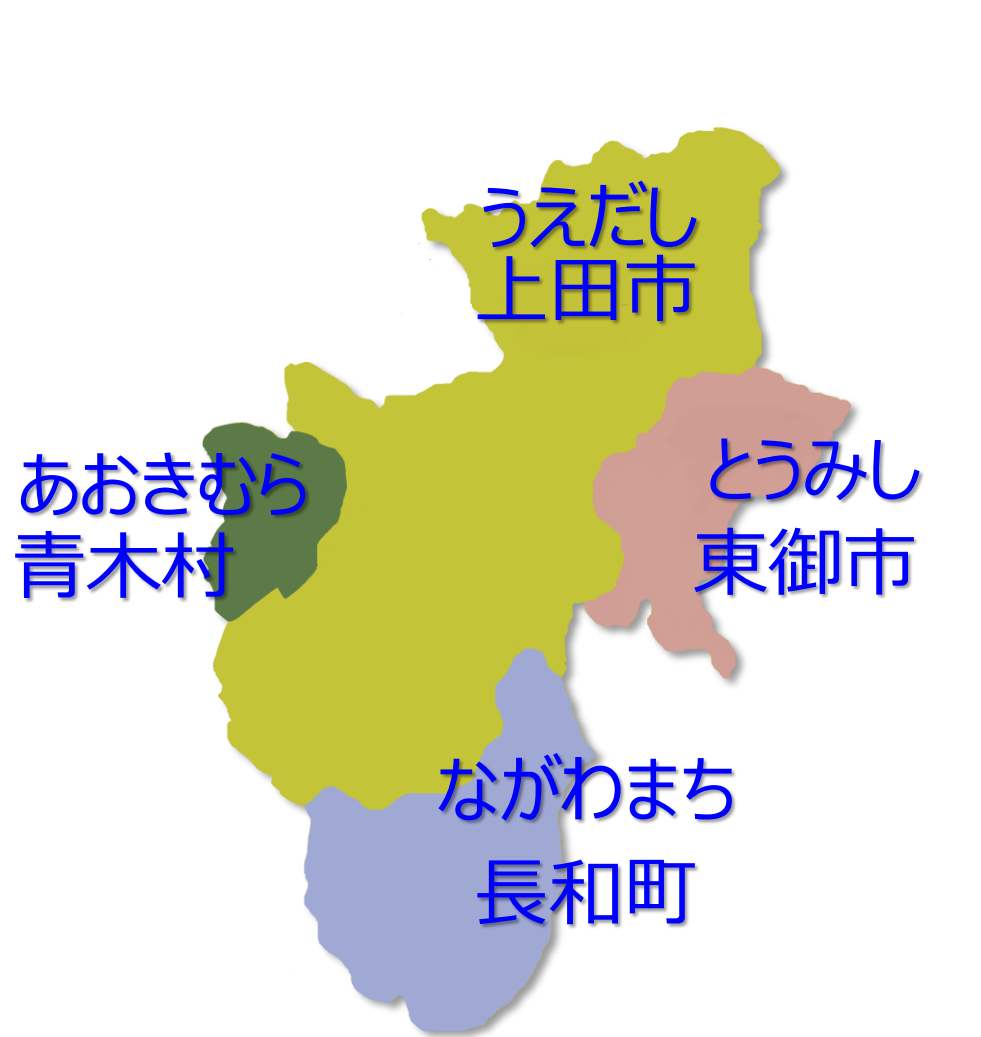 うえだし
上田市
とうみし
東御市
あおきむら
青木村
ながわまち
長和町